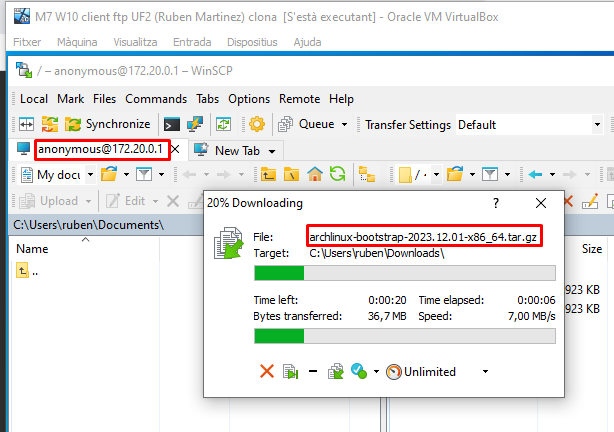 M7 W10 client ftp UF2 (Ruben Martinez) clona [S'està executant] - Oracle VM VirtualBox
Fitxer Màquina Visualitza Entrada Dispositius Ajuda
/ – anonymous@172.20.0.1 – WinSCP
Local Mark Files Commands Tabs Options Remote Help
Synchronize Queue Transfer Settings Default
anonymous@172.20.0.1 × New Tab
My docu / -
Upload Edit
C:\Users\ruben\Documents\
Name
Size
..
923 KB
923 KB
20% Downloading
File: archlinux-bootstrap-2023.12.01-x86_64.tar.gz
Target: C:\Users\ruben\Downloads\
Time left: 0:00:20 Time elapsed: 0:00:06
Bytes transferred: 36,7 MB Speed: 7,00 MB/s
Unlimited